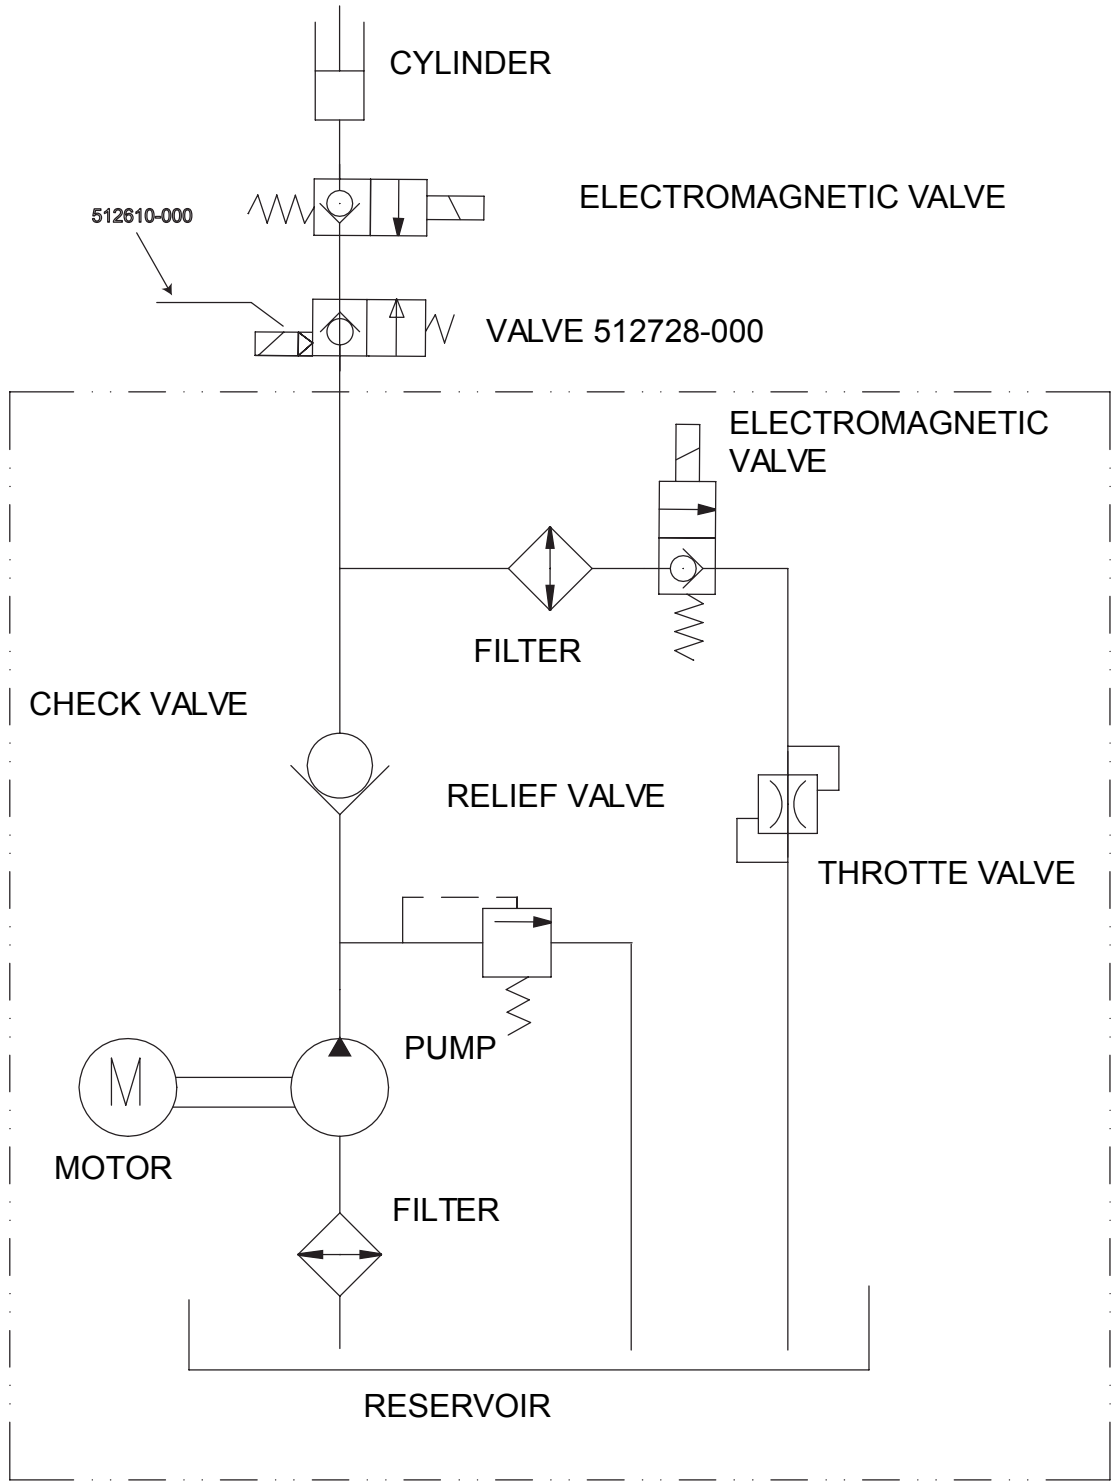 CYLINDER
ELECTROMAGNETIC VALVE
512610-000
VALVE 512728-000
ELECTROMAGNETIC
VALVE
FILTER
CHECK VALVE
RELIEF VALVE
THROTTE VALVE
PUMP
M
MOTOR
FILTER
RESERVOIR